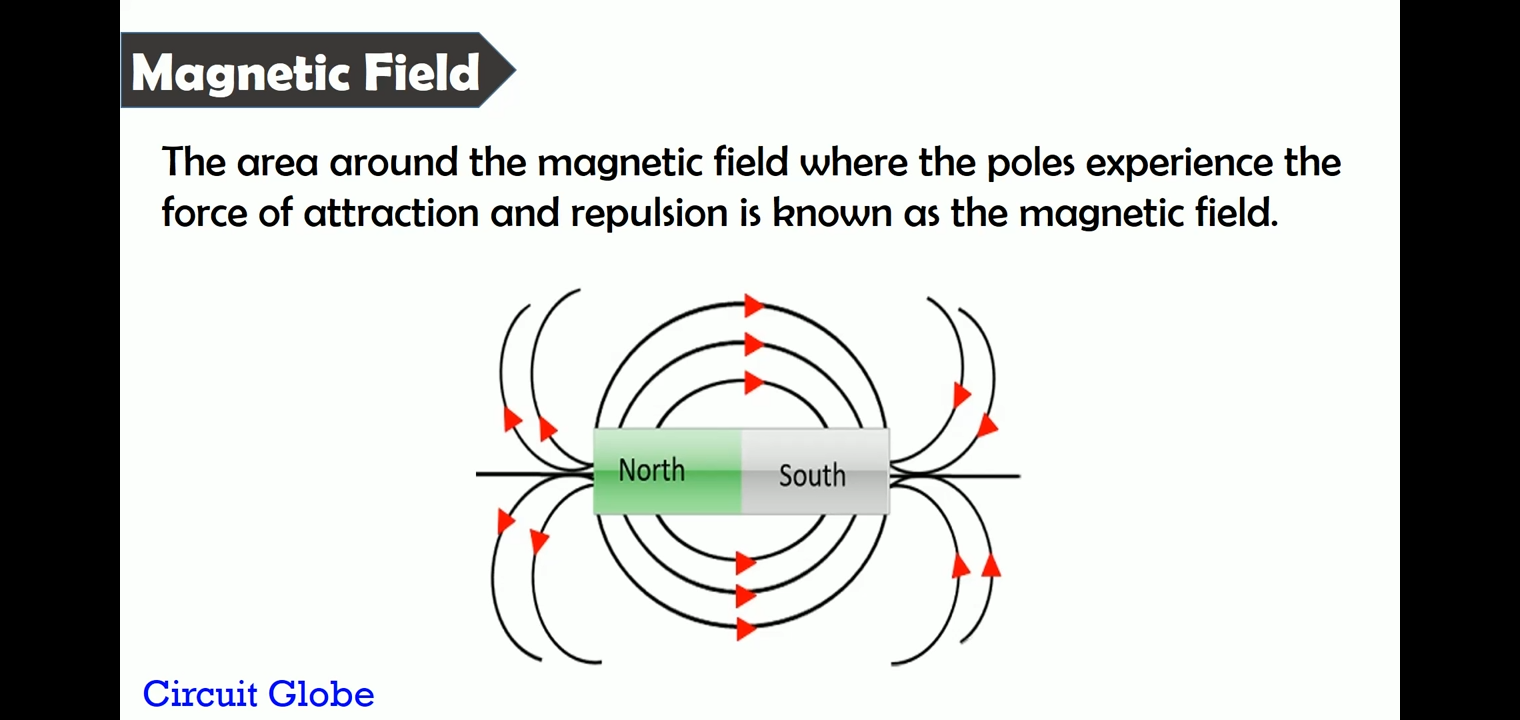 Magnetic Field
The area around the magnetic field where the poles experience the
force of attraction and repulsion is known as the magnetic field.
North
South
Circuit Globe